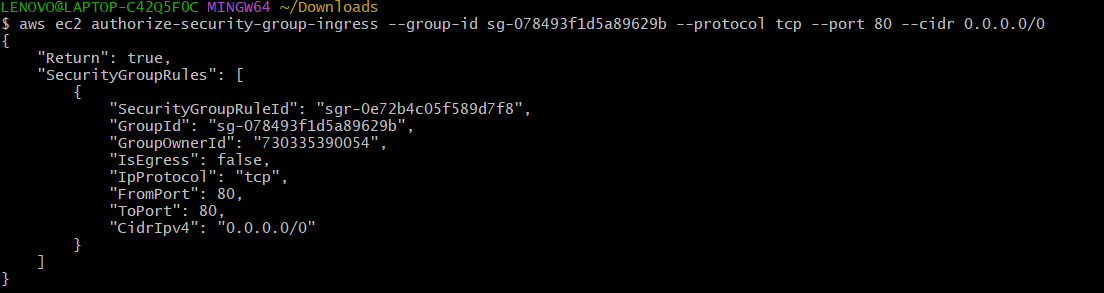 LENOVO@LAPTOP-C42Q5F0C MINGW64 ~/Downloads
$ aws ec2 authorize-security-group-ingress --group-id sg-078493f1d5a89629b --protocol tcp --port 80 --cidr 0.0.0.0/0
{
    "Return": true,
    "SecurityGroupRules": [
        {
            "SecurityGroupRuleId": "sgr-0e72b4c05f589d7f8",
            "GroupId": "sg-078493f1d5a89629b",
            "GroupOwnerId": "730335390054",
            "IsEgress": false,
            "IpProtocol": "tcp",
            "FromPort": 80,
            "ToPort": 80,
            "CidrIpv4": "0.0.0.0/0"
        }
    ]
}